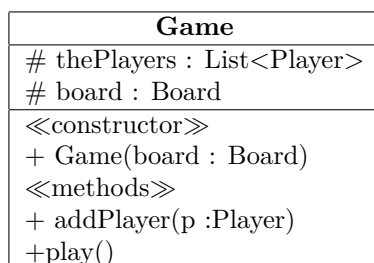 Game
# thePlayers : List<Player>
# board : Board
≪constructor≫
+ Game(board : Board)
≪methods≫
+ addPlayer(p :Player)
+play()